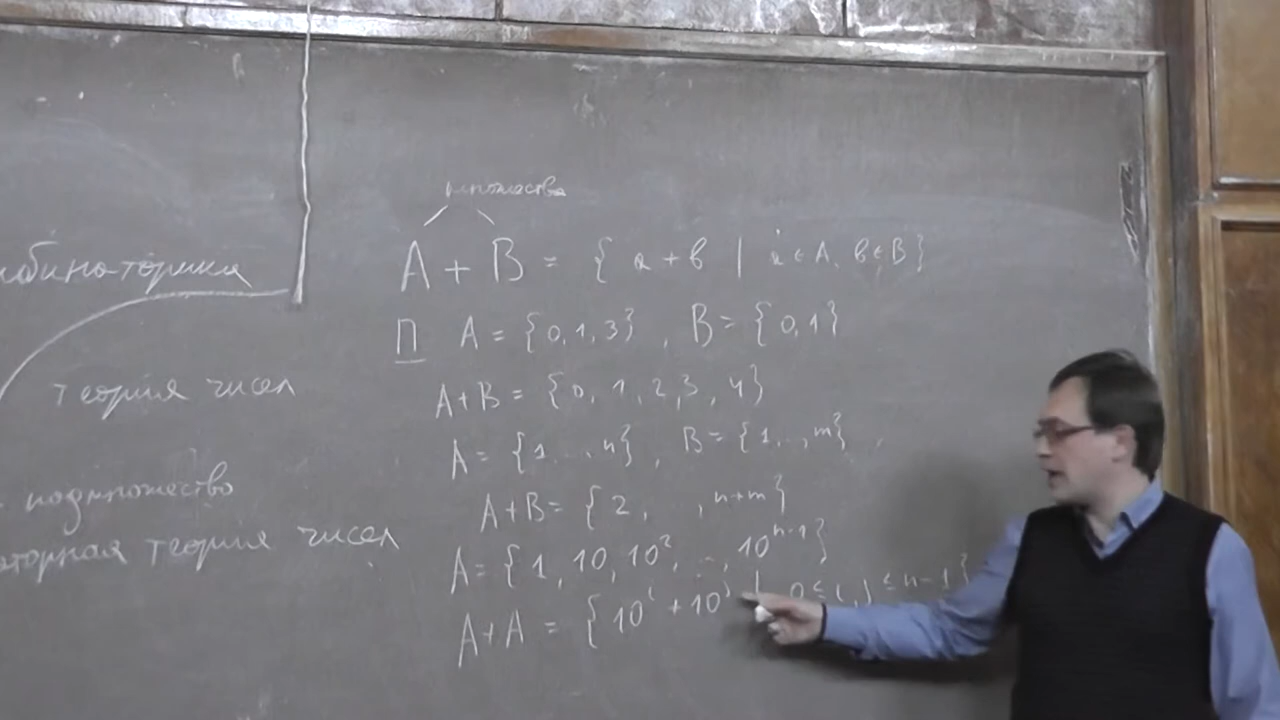 комбинаторика
теория чисел
подмножество
торная теория чисел
множества
A + B = { a + b | a ∈ A, b ∈ B }
П A = {0,1,3} , B = {0,1}
A+B = {0, 1, 2, 3, 4}
A = {1 ..., n} , B = {1, .., m}
A+B = {2, . , n+m}
A = {1, 10, 10², ..., 10ⁿ⁻¹}
A+A = {10ⁱ + 10ʲ | 0 ≤ i, j ≤ n-1}